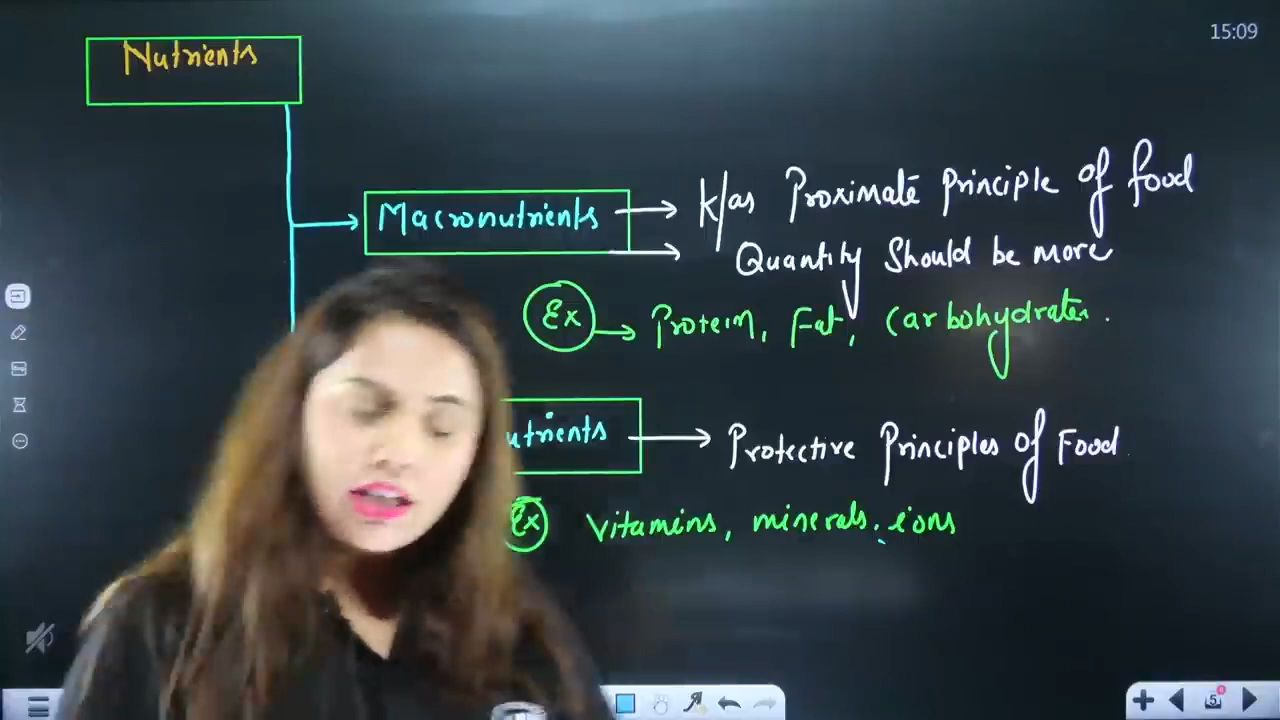 15:09
Nutrients
Macronutrients → K/as Proximate Principle of food
→ Quantity Should be more
Ex → Protein, Fat, Carbohydrates.
utrients → Protective Principles of Food
Ex Vitamins, minerals, ions
5